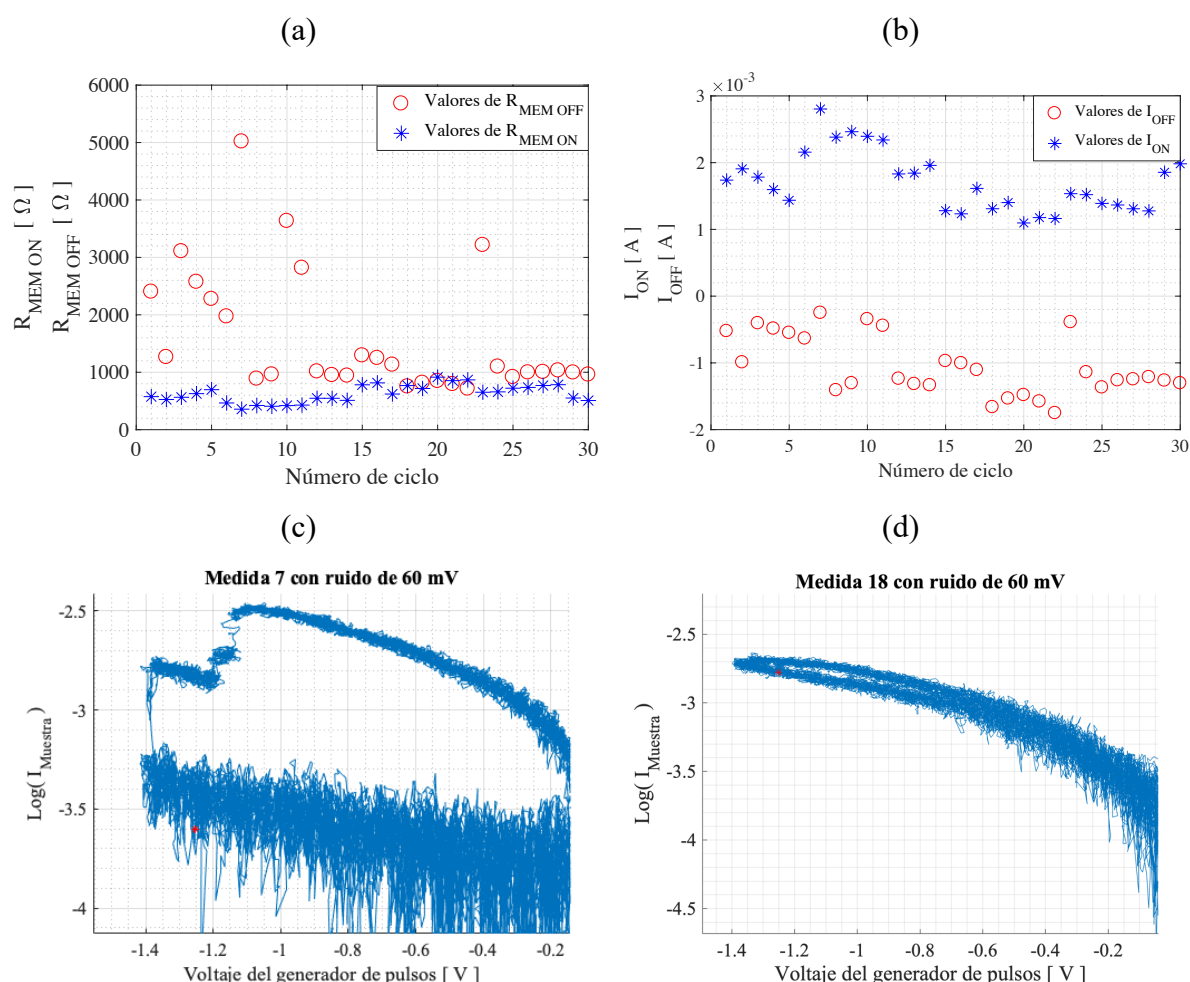 (a)
(b)
6000
5000
4000
3000
2000
1000
0
0 5 10 15 20 25 30
R_MEM ON [ Ω ]
R_MEM OFF [ Ω ]
Número de ciclo
Valores de R_MEM OFF
Valores de R_MEM ON
×10^-3
3
2
1
0
-1
-2
0 5 10 15 20 25 30
I_ON [ A ]
I_OFF [ A ]
Número de ciclo
Valores de I_OFF
Valores de I_ON
(c)
(d)
Medida 7 con ruido de 60 mV
-2.5
-3
-3.5
-4
-1.4 -1.2 -1 -0.8 -0.6 -0.4 -0.2
Log( I_Muestra )
Voltaje del generador de pulsos [ V ]
Medida 18 con ruido de 60 mV
-2.5
-3
-3.5
-4
-4.5
-1.4 -1.2 -1 -0.8 -0.6 -0.4 -0.2
Log( I_Muestra )
Voltaje del generador de pulsos [ V ]